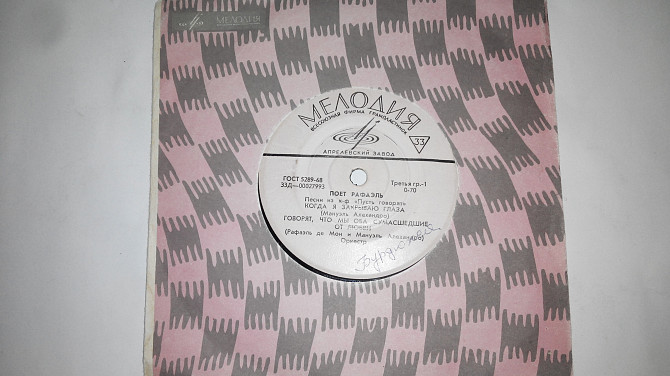 МЕЛОДИЯ
МЕЛОДИЯ
ВСЕСОЮЗНАЯ ФИРМА ГРАМПЛАСТИНОК
33
АПРЕЛЕВСКИЙ ЗАВОД
ГОСТ 5289-68
33Д—00027993
Третья гр.-1
6-70
ПОЕТ РАФАЭЛЬ
Песни из к-ф «Пусть говорят»
КОГДА Я ЗАКРЫВАЮ ГЛАЗА
(Мануэль Алехандро)
ГОВОРЯТ, ЧТО МЫ ОБА СУМАСШЕДШИЕ
ОТ ЛЮБВИ
(Рафаэль де Леон и Мануэль Алехандро)
Оркестр